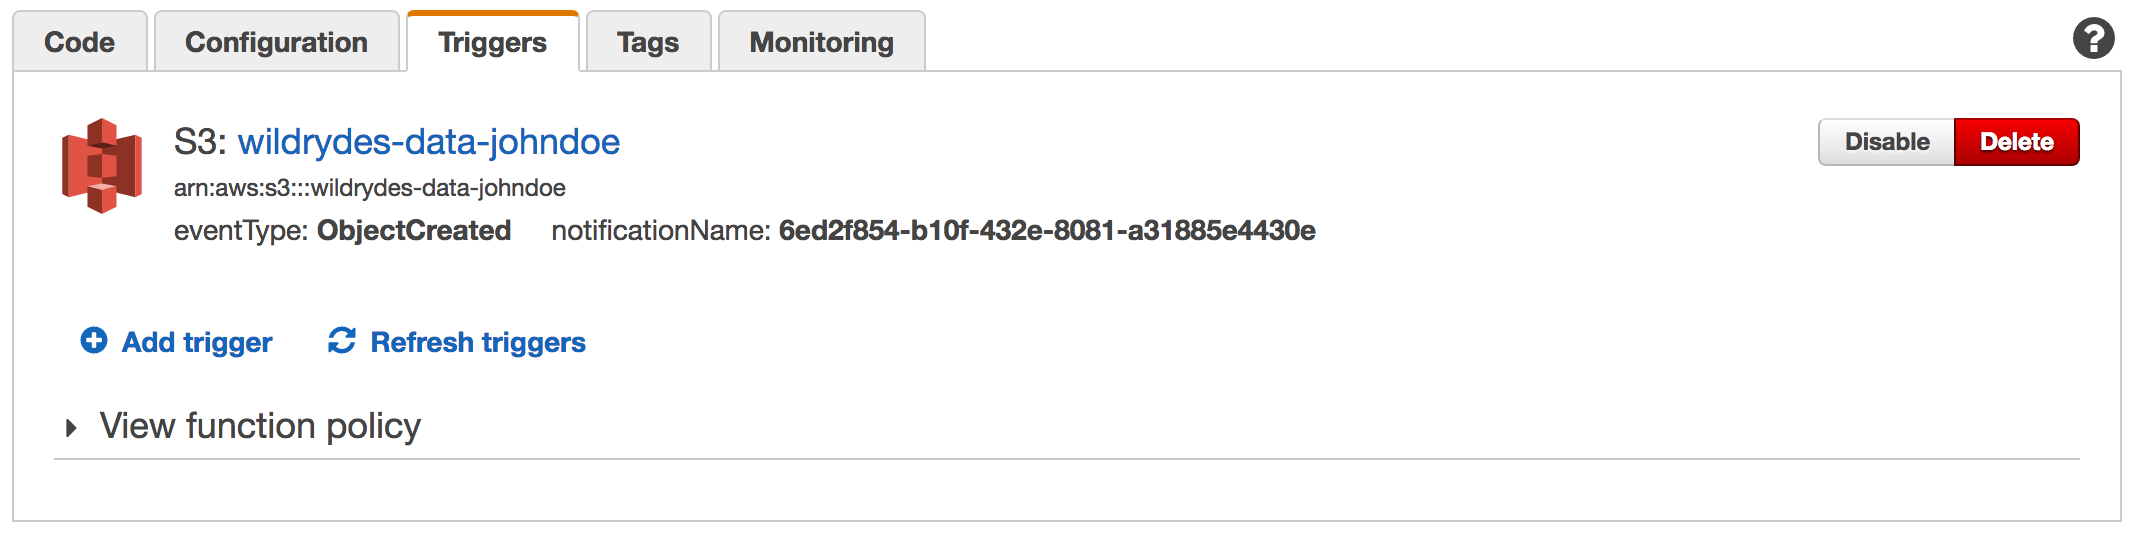 Code Configuration Triggers Tags Monitoring ?
S3: wildrydes-data-johndoe
Disable Delete
arn:aws:s3:::wildrydes-data-johndoe
eventType: ObjectCreated notificationName: 6ed2f854-b10f-432e-8081-a31885e4430e
Add trigger Refresh triggers
View function policy